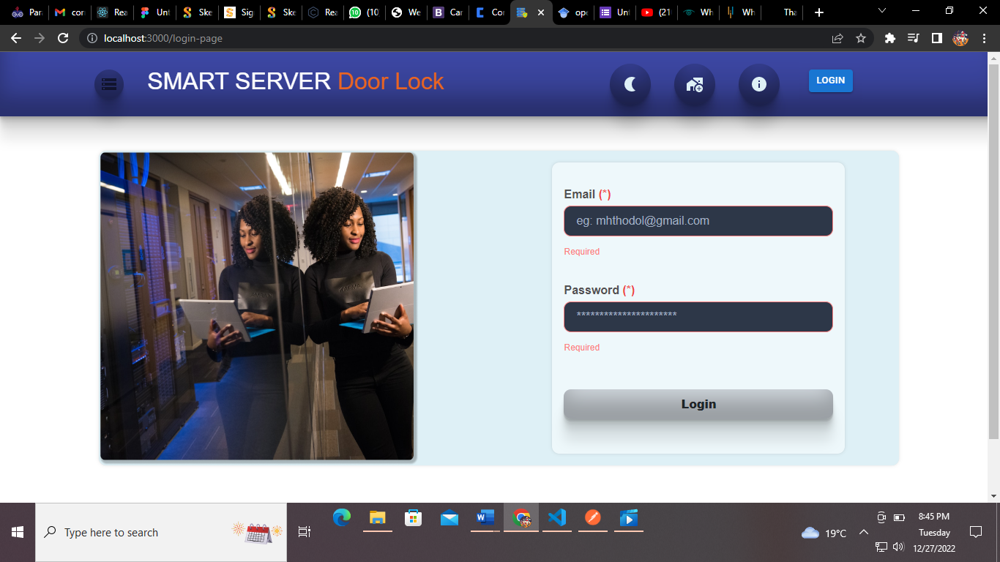 Par
con
Rea
Unt
Ske
Sig
Ske
Rea
(10
We
Car
Cor
ope
Unt
(21
Wh
Wh
Tha
localhost:3000/login-page
SMART SERVER Door Lock
LOGIN
Email (*)
eg: mhthodol@gmail.com
Required
Password (*)
**********************
Required
Login
Type here to search
19°C
8:45 PM
Tuesday
12/27/2022